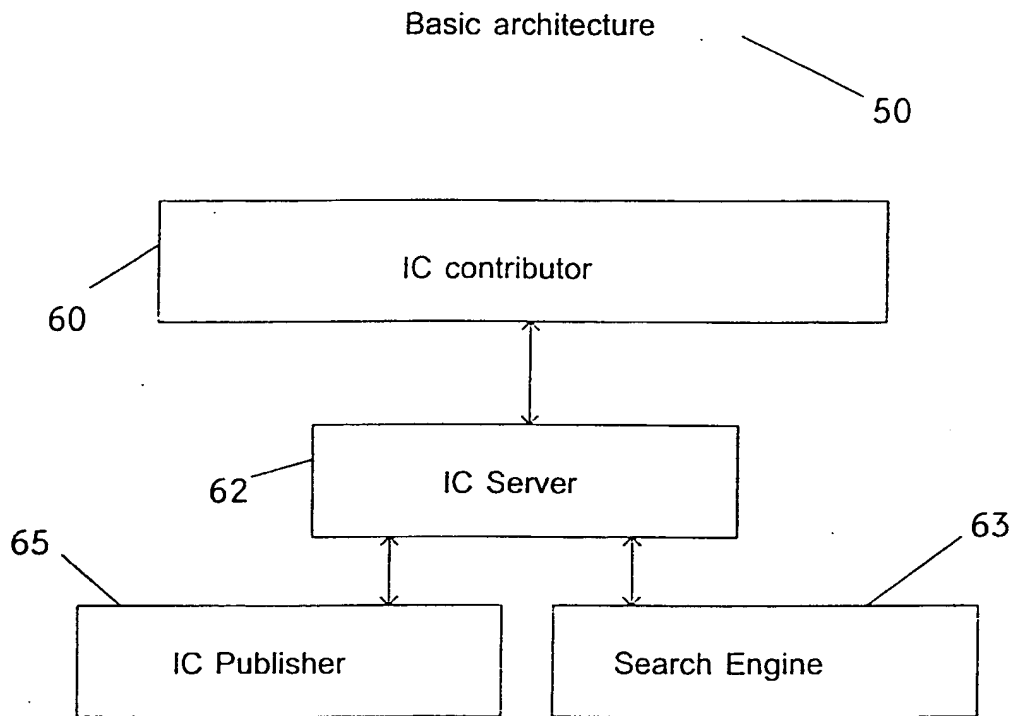 Basic architecture
50
IC contributor
60
IC Server
62
65
63
IC Publisher
Search Engine